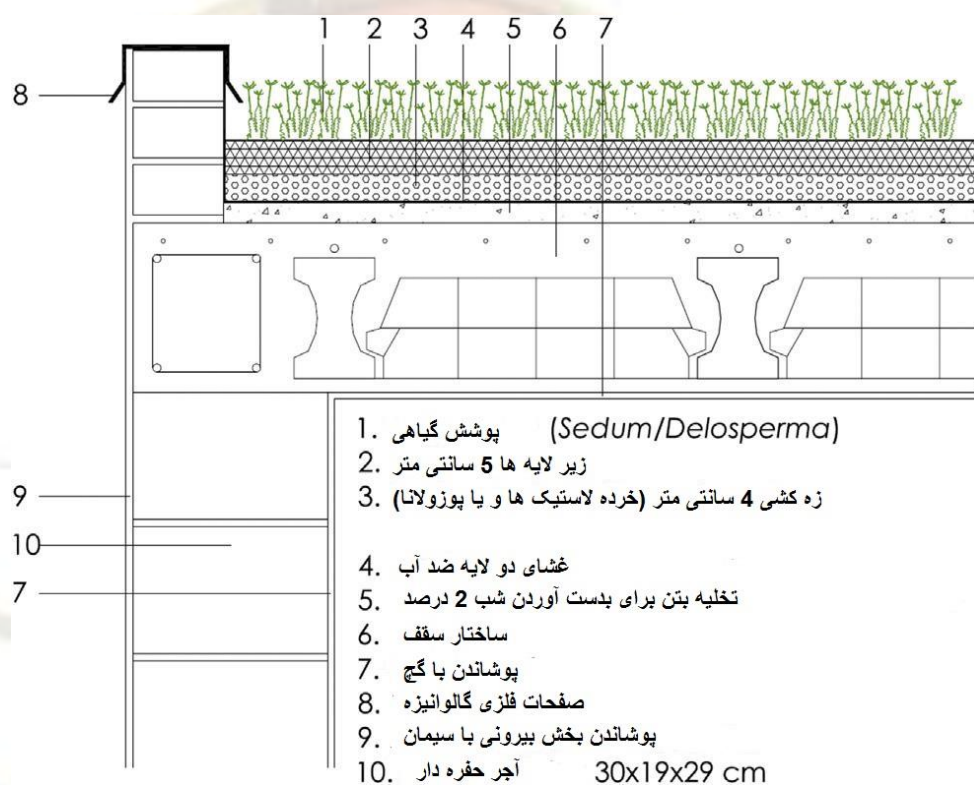 1 2 3 4 5 6 7
8
9
10
7
1. پوشش گیاهی (Sedum/Delosperma)
2. زیر لایه ها 5 سانتی متر
3. زه کشی 4 سانتی متر (خرده لاستیک ها و یا پوزولانا)
4. غشای دو لایه ضد آب
5. تخلیه بتن برای بدست آوردن شب 2 درصد
6. ساختار سقف
7. پوشاندن با گچ
8. صفحات فلزی گالوانیزه
9. پوشاندن بخش بیرونی با سیمان
10. آجر حفره دار 30x19x29 cm